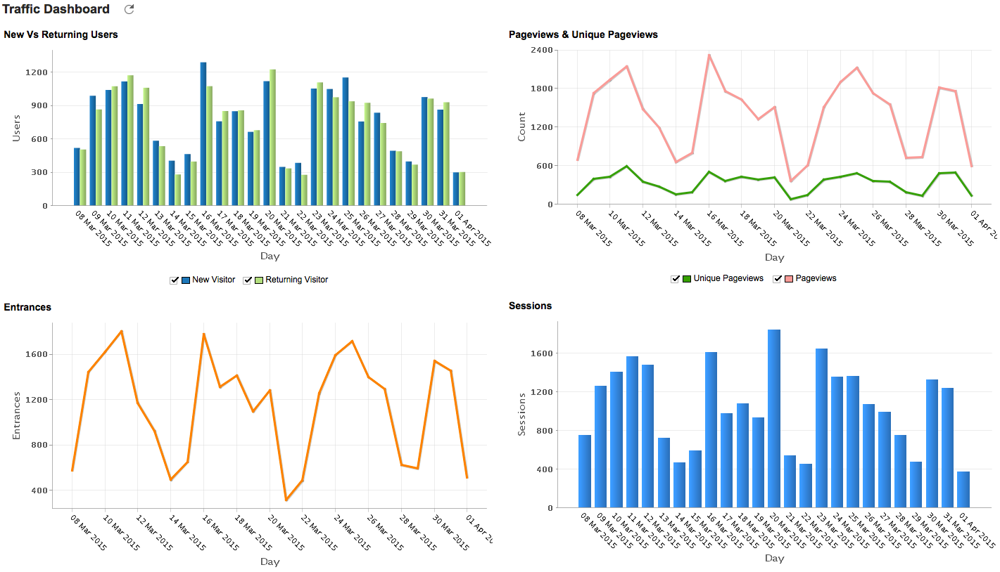 Traffic Dashboard
New Vs Returning Users
1200
900
600
300
0
Users
08 Mar 2015
09 Mar 2015
10 Mar 2015
11 Mar 2015
12 Mar 2015
13 Mar 2015
14 Mar 2015
15 Mar 2015
16 Mar 2015
17 Mar 2015
18 Mar 2015
19 Mar 2015
20 Mar 2015
21 Mar 2015
22 Mar 2015
23 Mar 2015
24 Mar 2015
25 Mar 2015
26 Mar 2015
27 Mar 2015
28 Mar 2015
29 Mar 2015
30 Mar 2015
31 Mar 2015
01 Apr 2015
Day
New Visitor
Returning Visitor
Pageviews & Unique Pageviews
2400
1800
1200
600
0
Count
08 Mar 2015
10 Mar 2015
12 Mar 2015
14 Mar 2015
16 Mar 2015
18 Mar 2015
20 Mar 2015
22 Mar 2015
24 Mar 2015
26 Mar 2015
28 Mar 2015
30 Mar 2015
01 Apr 2
Day
Unique Pageviews
Pageviews
Entrances
1600
1200
800
400
Entrances
08 Mar 2015
10 Mar 2015
12 Mar 2015
14 Mar 2015
16 Mar 2015
18 Mar 2015
20 Mar 2015
22 Mar 2015
24 Mar 2015
26 Mar 2015
28 Mar 2015
30 Mar 2015
01 Apr 2
Day
Sessions
1600
1200
800
400
0
Sessions
08 Mar 2015
09 Mar 2015
10 Mar 2015
11 Mar 2015
12 Mar 2015
13 Mar 2015
14 Mar 2015
15 Mar 2015
16 Mar 2015
17 Mar 2015
18 Mar 2015
19 Mar 2015
20 Mar 2015
21 Mar 2015
22 Mar 2015
23 Mar 2015
24 Mar 2015
25 Mar 2015
26 Mar 2015
27 Mar 2015
28 Mar 2015
29 Mar 2015
30 Mar 2015
31 Mar 2015
01 Apr 2015
Day